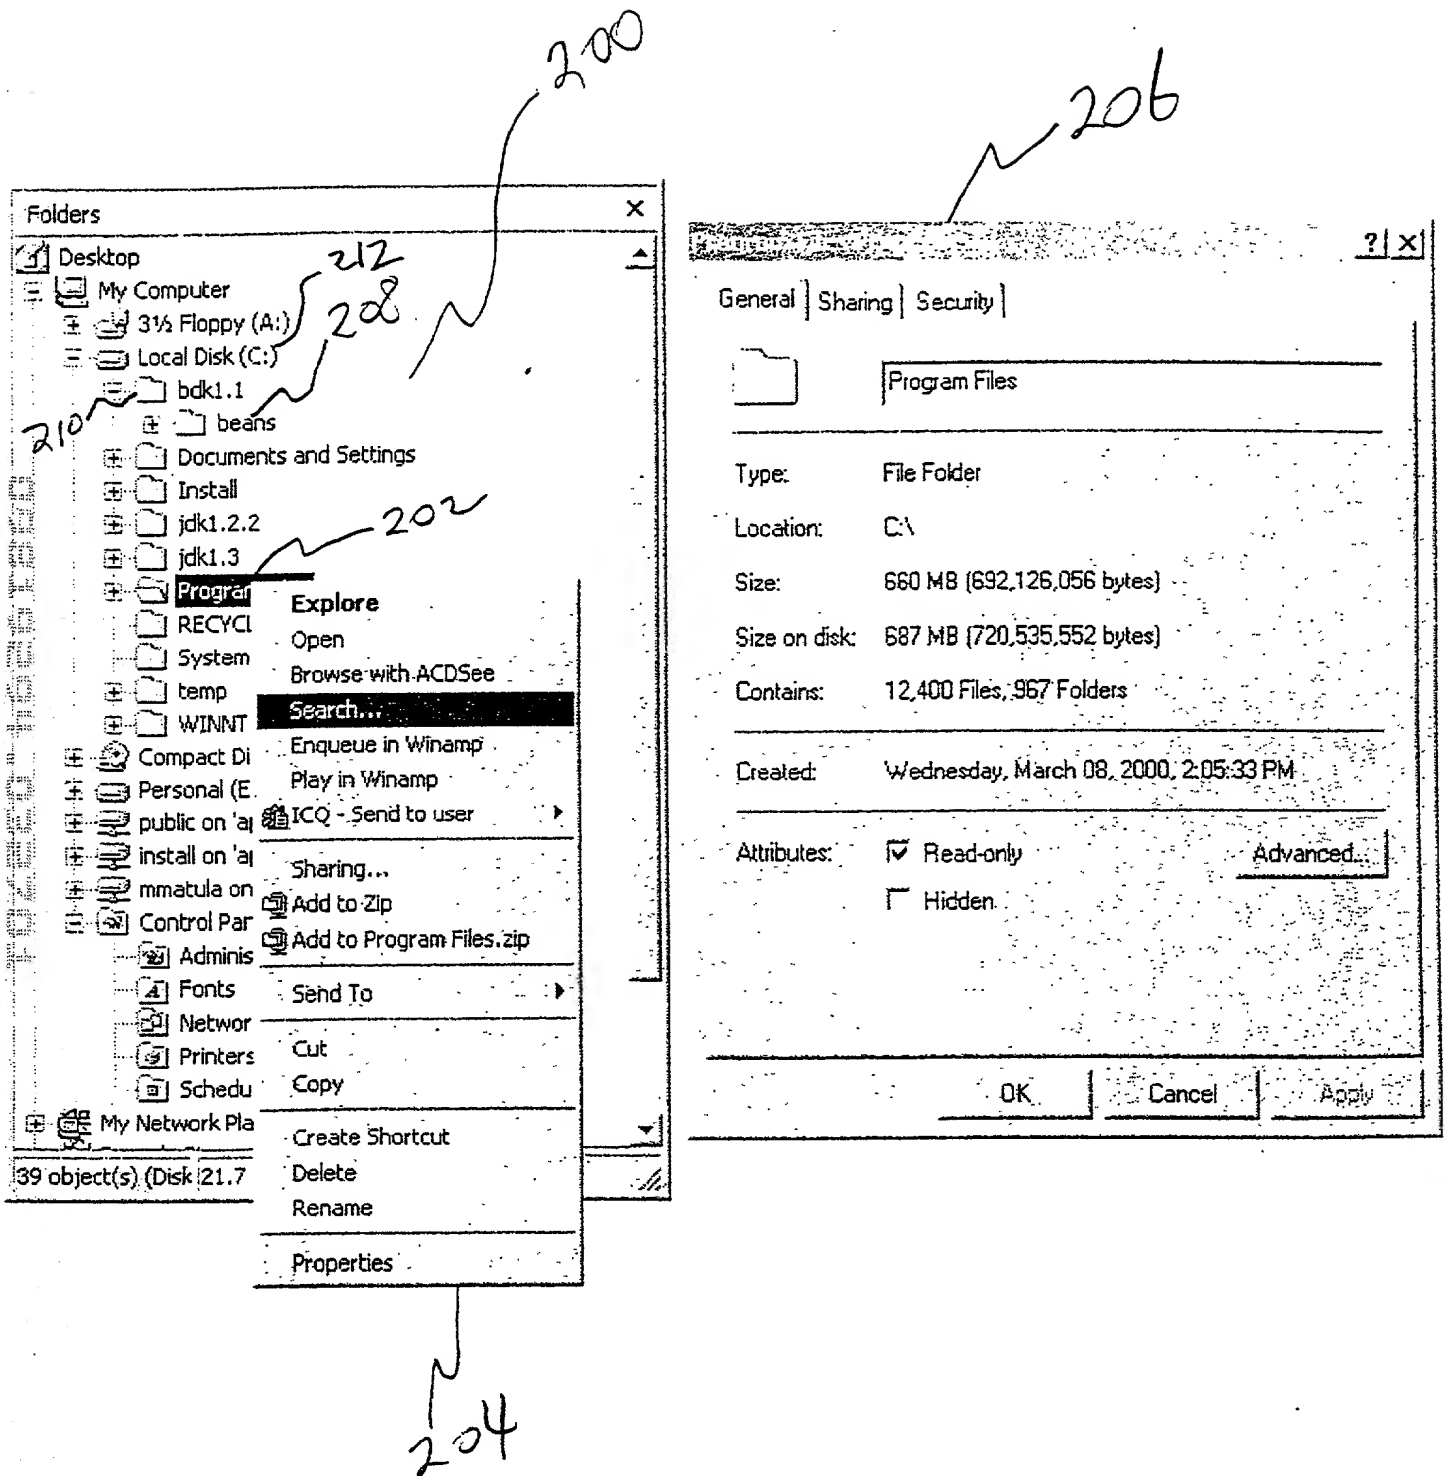 200
206
Folders
Desktop
212
My Computer
208
3½ Floppy (A:)
Local Disk (C:)
bdk1.1
210
beans
Documents and Settings
Install
jdk1.2.2
202
jdk1.3
Progra
RECYCL
System
temp
WINNT
Compact Di
Personal (E
public on 'a
install on 'a
mmatula on
Control Par
Adminis
Fonts
Networ
Printers
Schedu
My Network Pla
39 object(s) (Disk 21.7
Explore
Open
Browse with ACDSee
Search...
Enqueue in Winamp
Play in Winamp
ICQ - Send to user
Sharing...
Add to Zip
Add to Program Files.zip
Send To
Cut
Copy
Create Shortcut
Delete
Rename
Properties
204
General Sharing Security
Program Files
Type: File Folder
Location: C:\
Size: 660 MB (692,126,056 bytes)
Size on disk: 687 MB (720,535,552 bytes)
Contains: 12,400 Files, 967 Folders
Created: Wednesday, March 08, 2000, 2:05:33 PM
Attributes: Read-only Advanced...
Hidden
OK Cancel Apply